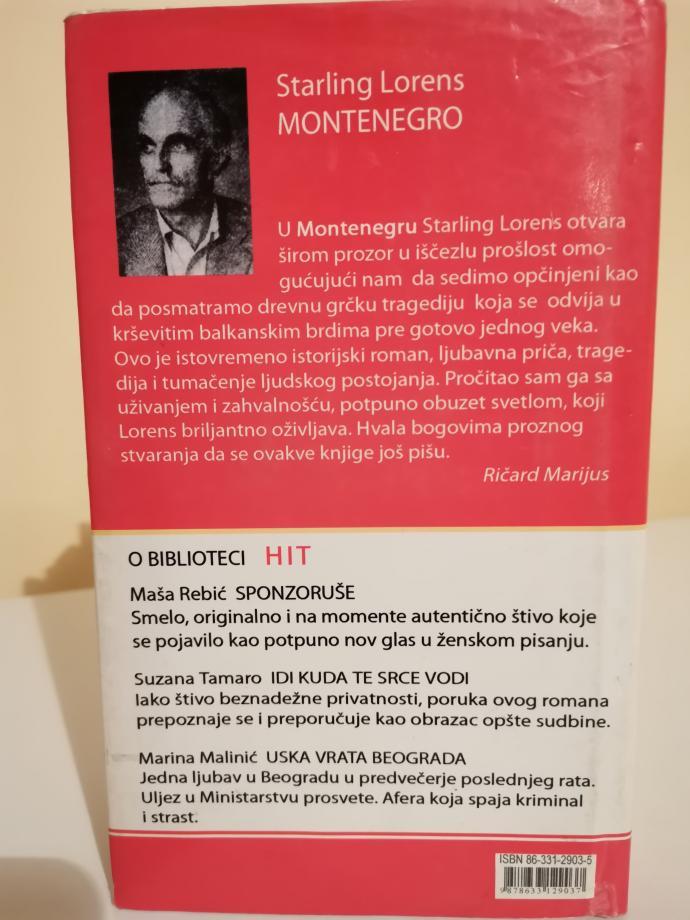 Starling Lorens
MONTENEGRO
U Montenegru Starling Lorens otvara
širom prozor u iščezlu prošlost omo-
gućujući nam da sedimo opčinjeni kao
da posmatramo drevnu grčku tragediju koja se odvija u
krševitim balkanskim brdima pre gotovo jednog veka.
Ovo je istovremeno istorijski roman, ljubavna priča, trage-
dija i tumačenje ljudskog postojanja. Pročitao sam ga sa
uživanjem i zahvalnošću, potpuno obuzet svetlom, koji
Lorens briljantno oživljava. Hvala bogovima proznog
stvaranja da se ovakve knjige još pišu.
Ričard Marijus
O BIBLIOTECI HIT
Maša Rebić SPONZORUŠE
Smelo, originalno i na momente autentično štivo koje
se pojavilo kao potpuno nov glas u ženskom pisanju.
Suzana Tamaro IDI KUDA TE SRCE VODI
Iako štivo beznadežne privatnosti, poruka ovog romana
prepoznaje se i preporučuje kao obrazac opšte sudbine.
Marina Malinić USKA VRATA BEOGRADA
Jedna ljubav u Beogradu u predvečerje poslednjeg rata.
Uljez u Ministarstvu prosvete. Afera koja spaja kriminal
i strast.
ISBN 86-331-2903-5
9788633129037